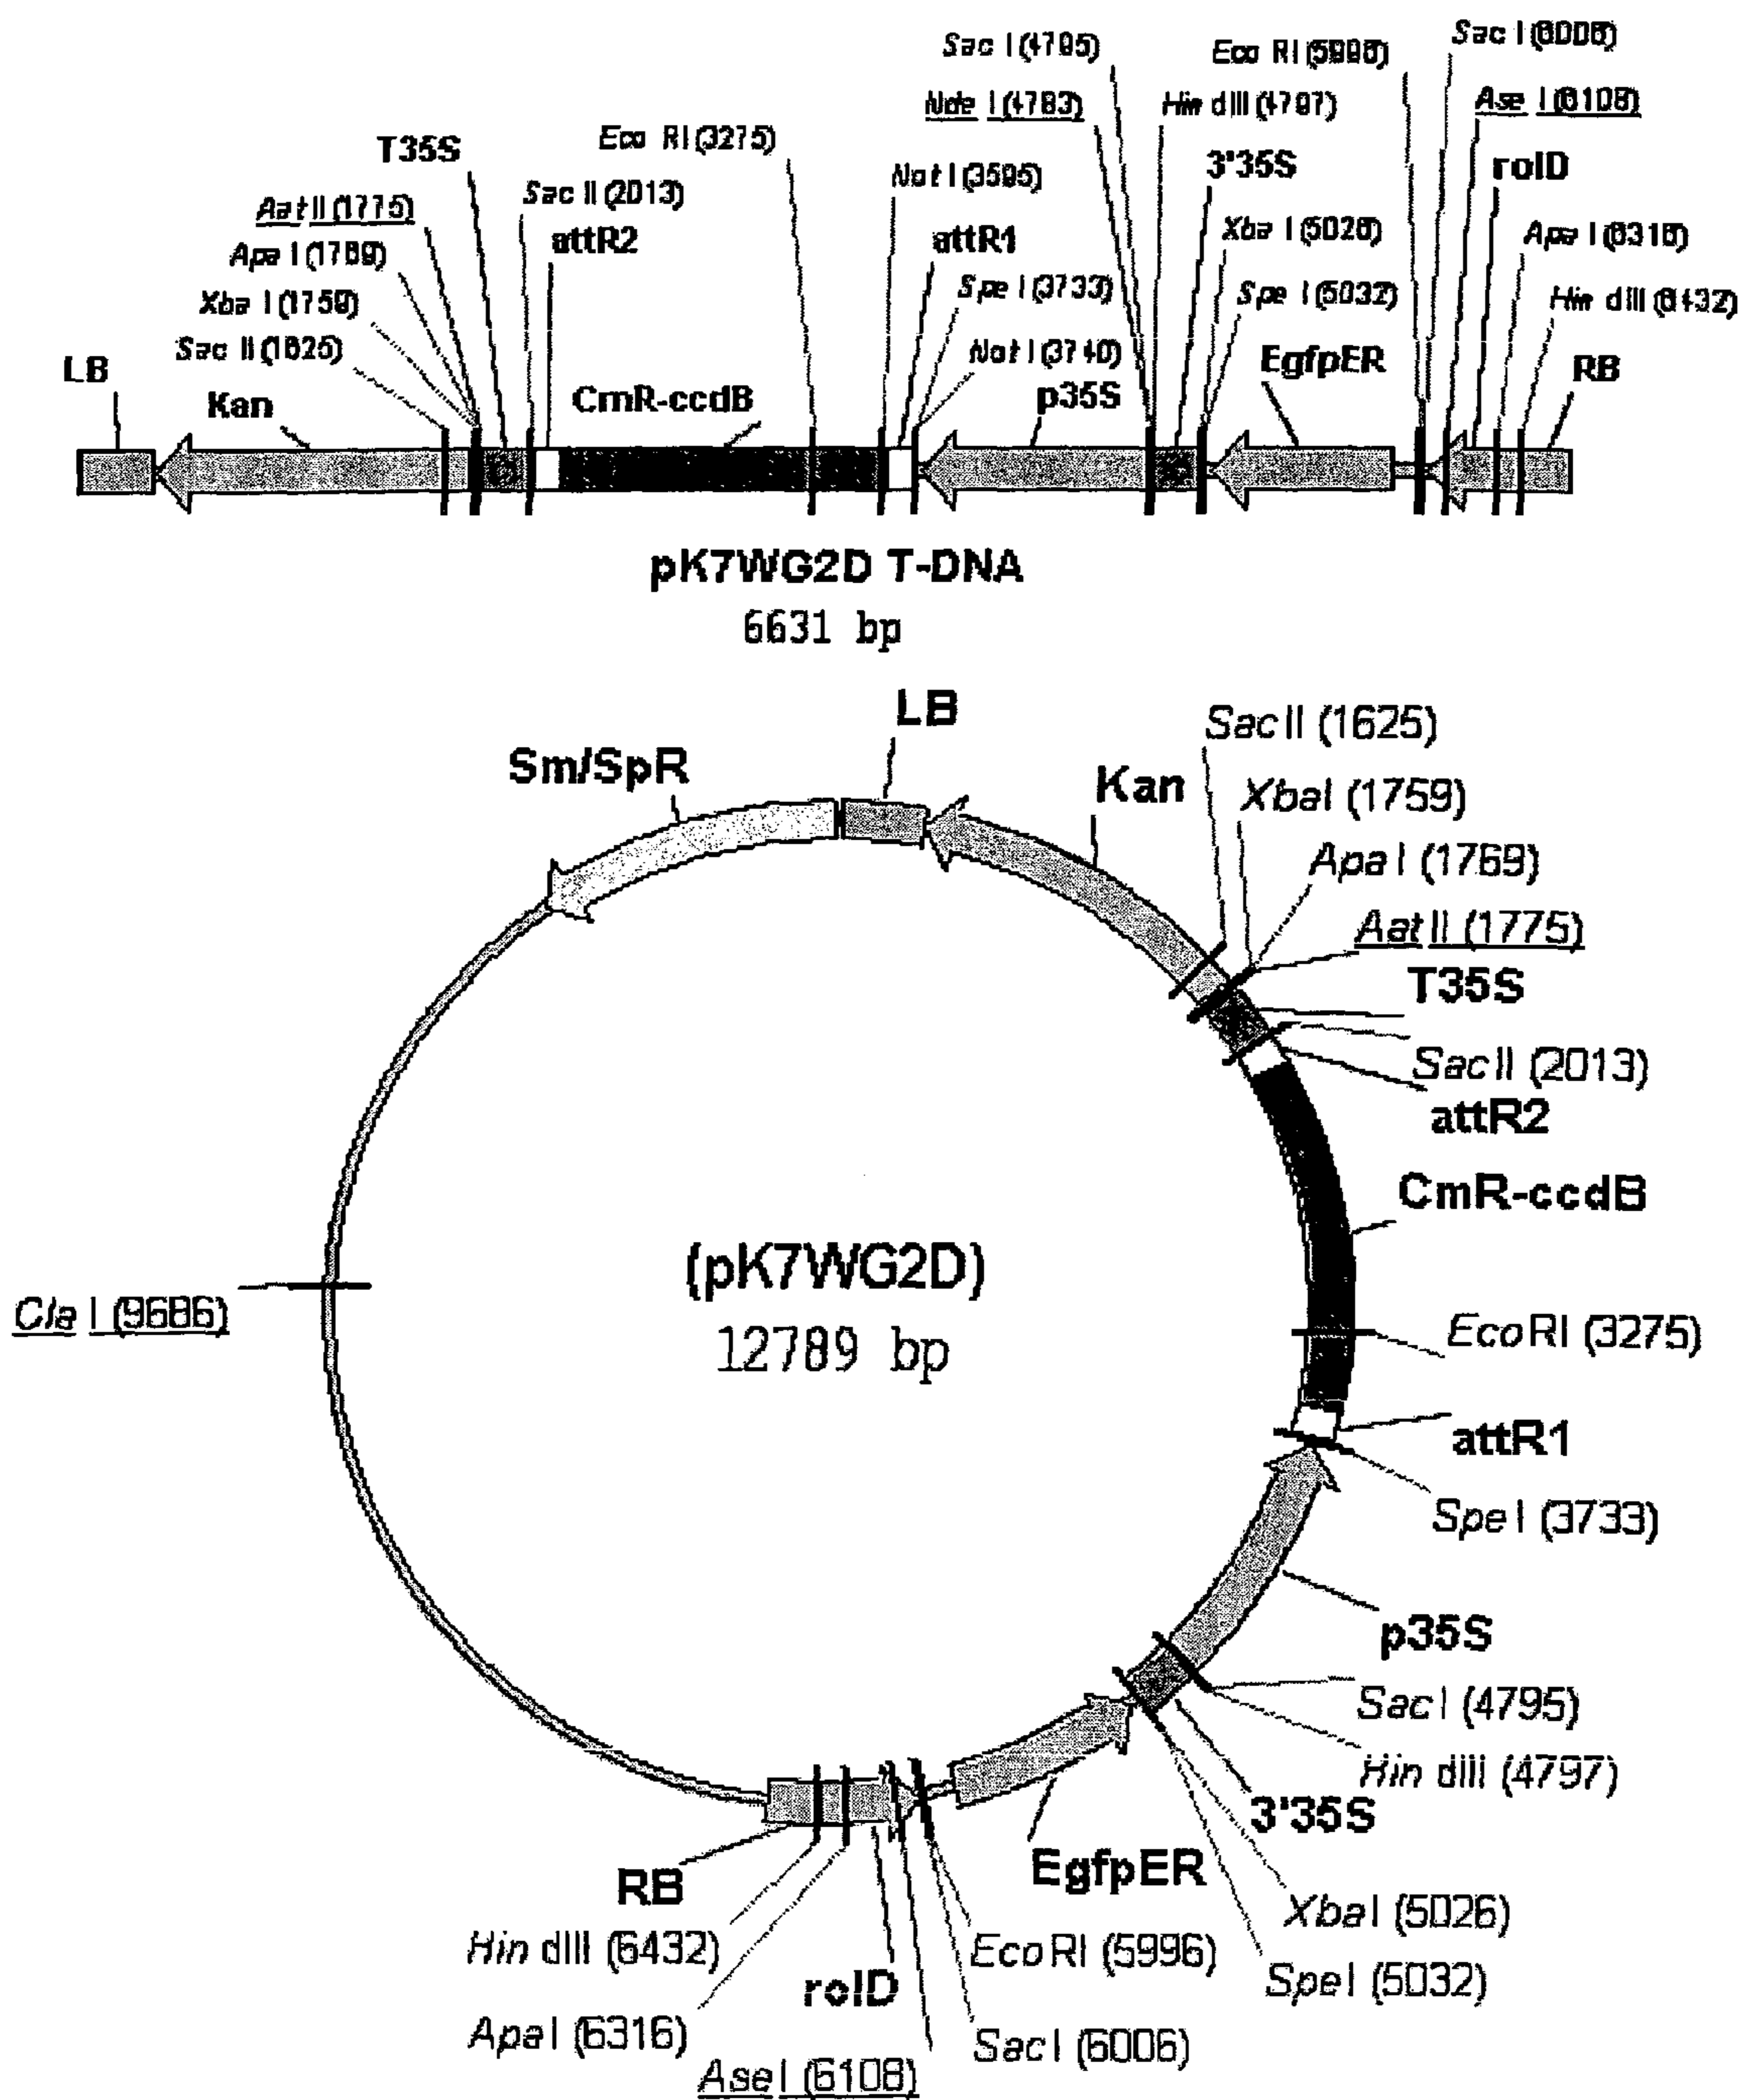 Sac I (4795)
Eco RI (5996)
Sac I (6006)
Nde I (4783)
Hin dIII (4797)
Ase I (6108)
T35S
Eco RI (3275)
3'35S
rolD
Aat II (1775)
Sac II (2013)
Not I (3595)
Apa I (1769)
attR2
attR1
Xba I (5026)
Apa I (6316)
Xba I (1759)
Spe I (3733)
Spe I (5032)
Hin dIII (6432)
Sac II (1625)
Not I (3740)
LB
Kan
CmR-ccdB
p35S
EgfpER
RB
pK7WG2D T-DNA
6631 bp
LB
Sac II (1625)
Sm/SpR
Kan
XbaI (1759)
Apa I (1769)
Aat II (1775)
T35S
Sac II (2013)
attR2
CmR-ccdB
(pK7WG2D)
12789 bp
Cla I (9686)
EcoRI (3275)
attR1
Spe I (3733)
p35S
Sac I (4795)
Hin dIII (4797)
3'35S
EgfpER
RB
XbaI (5026)
Hin dIII (6432)
EcoRI (5996)
Spe I (5032)
rolD
Apa I (6316)
Sac I (6006)
Ase I (6108)